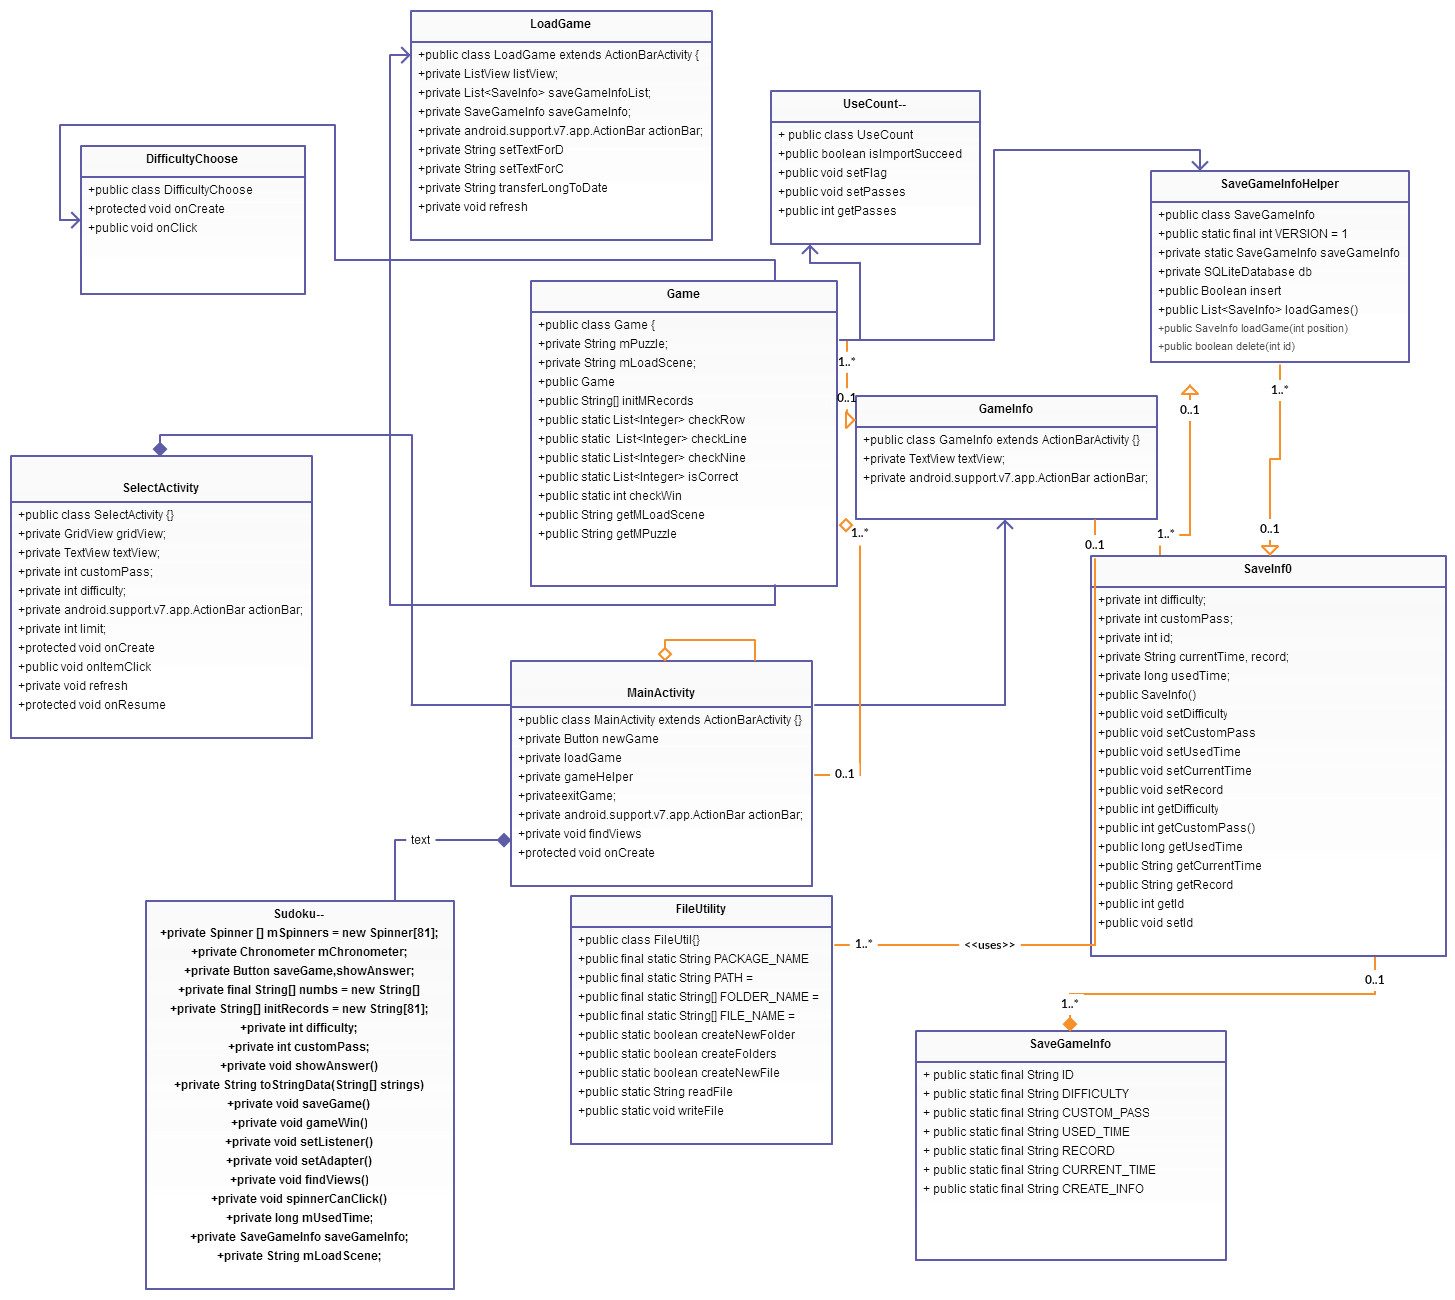 LoadGame
+public class LoadGame extends ActionBarActivity {
+private ListView listView;
+private List<SaveInfo> saveGameInfoList;
+private SaveGameInfo saveGameInfo;
+private android.support.v7.app.ActionBar actionBar;
+private String setTextForD
+private String setTextForC
+private String transferLongToDate
+private void refresh
UseCount--
+ public class UseCount
+public boolean isImportSucceed
+public void setFlag
+public void setPasses
+public int getPasses
DifficultyChoose
+public class DifficultyChoose
+protected void onCreate
+public void onClick
SaveGameInfoHelper
+public class SaveGameInfo
+public static final int VERSION = 1
+private static SaveGameInfo saveGameInfo
+private SQLiteDatabase db
+public Boolean insert
+public List<SaveInfo> loadGames()
+public SaveInfo loadGame(int position)
+public boolean delete(int id)
Game
+public class Game {
+private String mPuzzle;
+private String mLoadScene;
+public Game
+public String[] initMRecords
+public static List<Integer> checkRow
+public static  List<Integer> checkLine
+public static List<Integer> checkNine
+public static List<Integer> isCorrect
+public static int checkWin
+public String getMLoadScene
+public String getMPuzzle
1..*
0..1
1..*
0..1
0..1
GameInfo
+public class GameInfo extends ActionBarActivity {}
+private TextView textView;
+private android.support.v7.app.ActionBar actionBar;
1..*
0..1
1..*
0..1
SelectActivity
+public class SelectActivity {}
+private GridView gridView;
+private TextView textView;
+private int customPass;
+private int difficulty;
+private android.support.v7.app.ActionBar actionBar;
+private int limit;
+protected void onCreate
+public void onItemClick
+private void refresh
+protected void onResume
SaveInf0
+private int difficulty;
+private int customPass;
+private int id;
+private String currentTime, record;
+private long usedTime;
+public SaveInfo()
+public void setDifficulty
+public void setCustomPass
+public void setUsedTime
+public void setCurrentTime
+public void setRecord
+public int getDifficulty
+public int getCustomPass()
+public long getUsedTime
+public String getCurrentTime
+public String getRecord
+public int getId
+public void setId
MainActivity
+public class MainActivity extends ActionBarActivity {}
+private Button newGame
+private loadGame
+private gameHelper
+privateexitGame;
+private android.support.v7.app.ActionBar actionBar;
+private void findViews
+protected void onCreate
0..1
text
Sudoku--
+private Spinner [] mSpinners = new Spinner[81];
+private Chronometer mChronometer;
+private Button saveGame,showAnswer;
+private final String[] numbs = new String[]
+private String[] initRecords = new String[81];
+private int difficulty;
+private int customPass;
+private void showAnswer()
+private String toStringData(String[] strings)
+private void saveGame()
+private void gameWin()
+private void setListener()
+private void setAdapter()
+private void findViews()
+private void spinnerCanClick()
+private long mUsedTime;
+private SaveGameInfo saveGameInfo;
+private String mLoadScene;
FileUtility
+public class FileUtil{}
+public final static String PACKAGE_NAME
+public final static String PATH =
+public final static String[] FOLDER_NAME =
+public final static String[] FILE_NAME =
+public static boolean createNewFolder
+public static boolean createFolders
+public static boolean createNewFile
+public static String readFile
+public static void writeFile
1..*
<<uses>>
0..1
1..*
SaveGameInfo
+ public static final String ID
+ public static final String DIFFICULTY
+ public static final String CUSTOM_PASS
+ public static final String USED_TIME
+ public static final String RECORD
+ public static final String CURRENT_TIME
+ public static final String CREATE_INFO